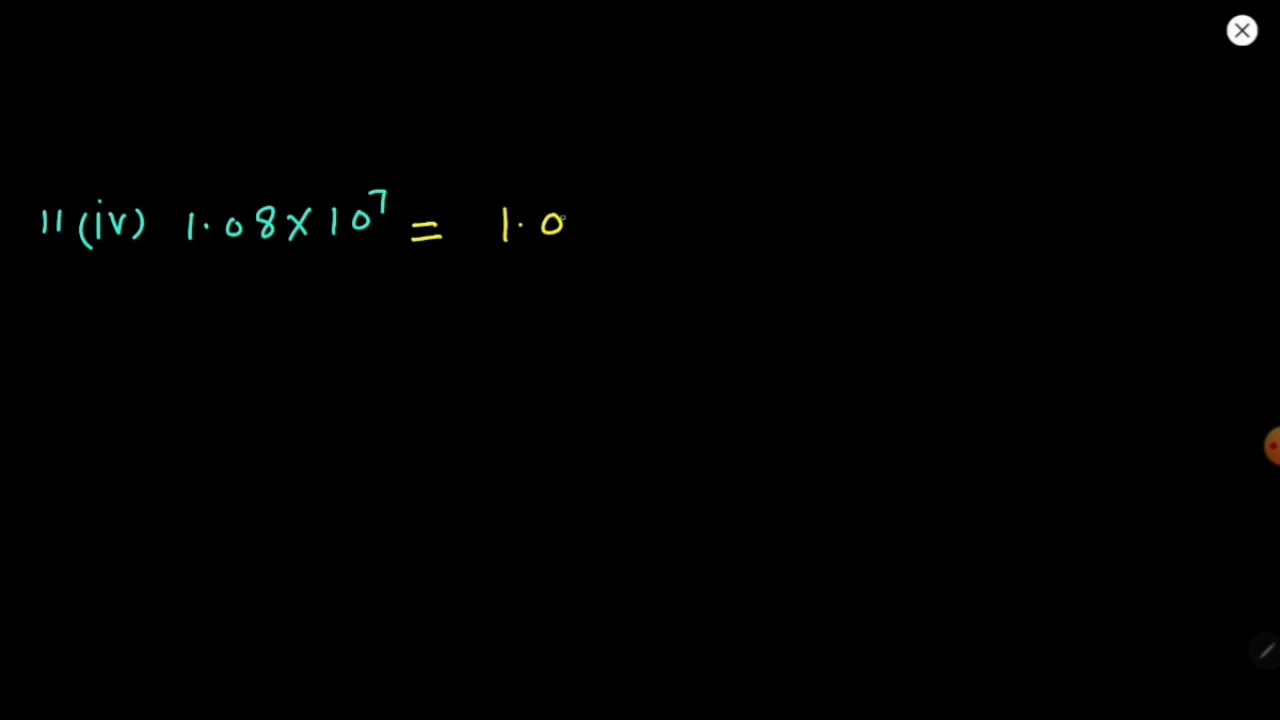 11 (iv) 1.08 × 10⁷ = 1.0